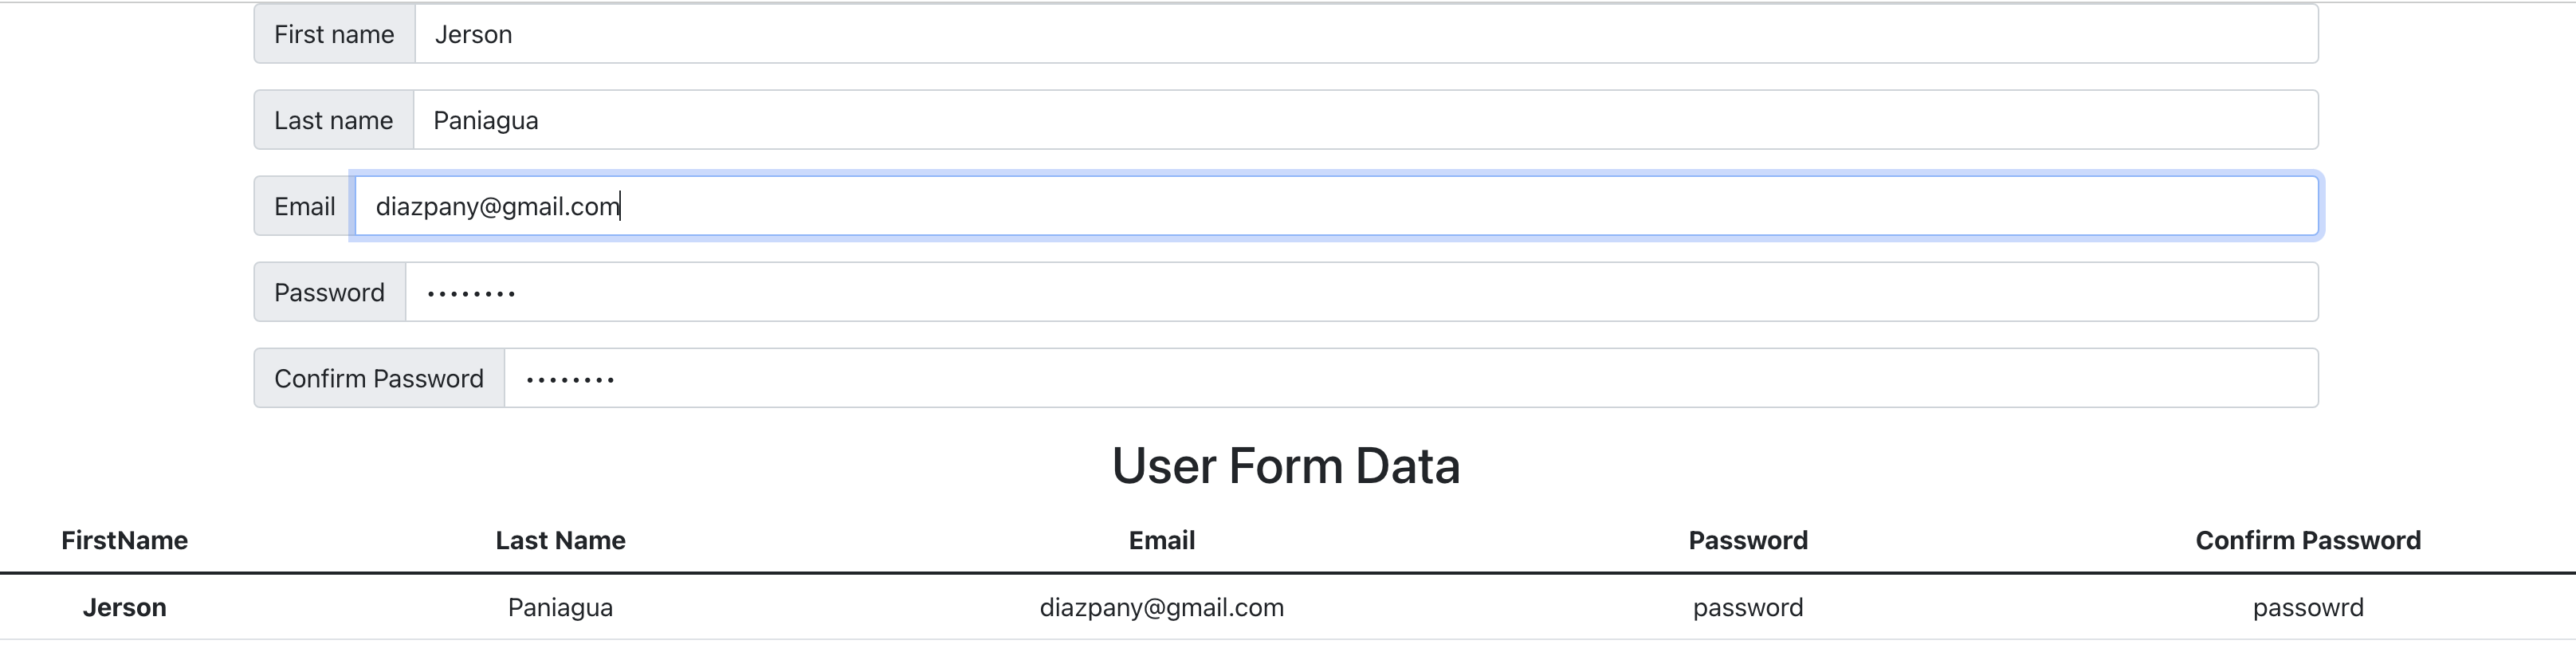 First name Jerson
Last name Paniagua
Email diazpany@gmail.com
Password ••••••••
Confirm Password ••••••••
User Form Data
FirstName Last Name Email Password Confirm Password
Jerson Paniagua diazpany@gmail.com password passowrd